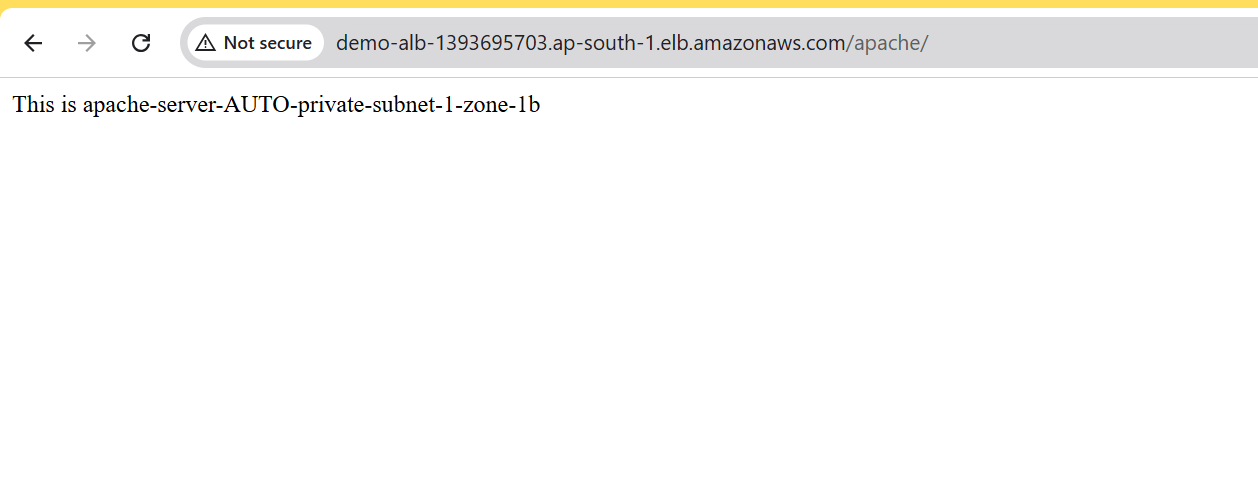 Not secure demo-alb-1393695703.ap-south-1.elb.amazonaws.com/apache/
This is apache-server-AUTO-private-subnet-1-zone-1b